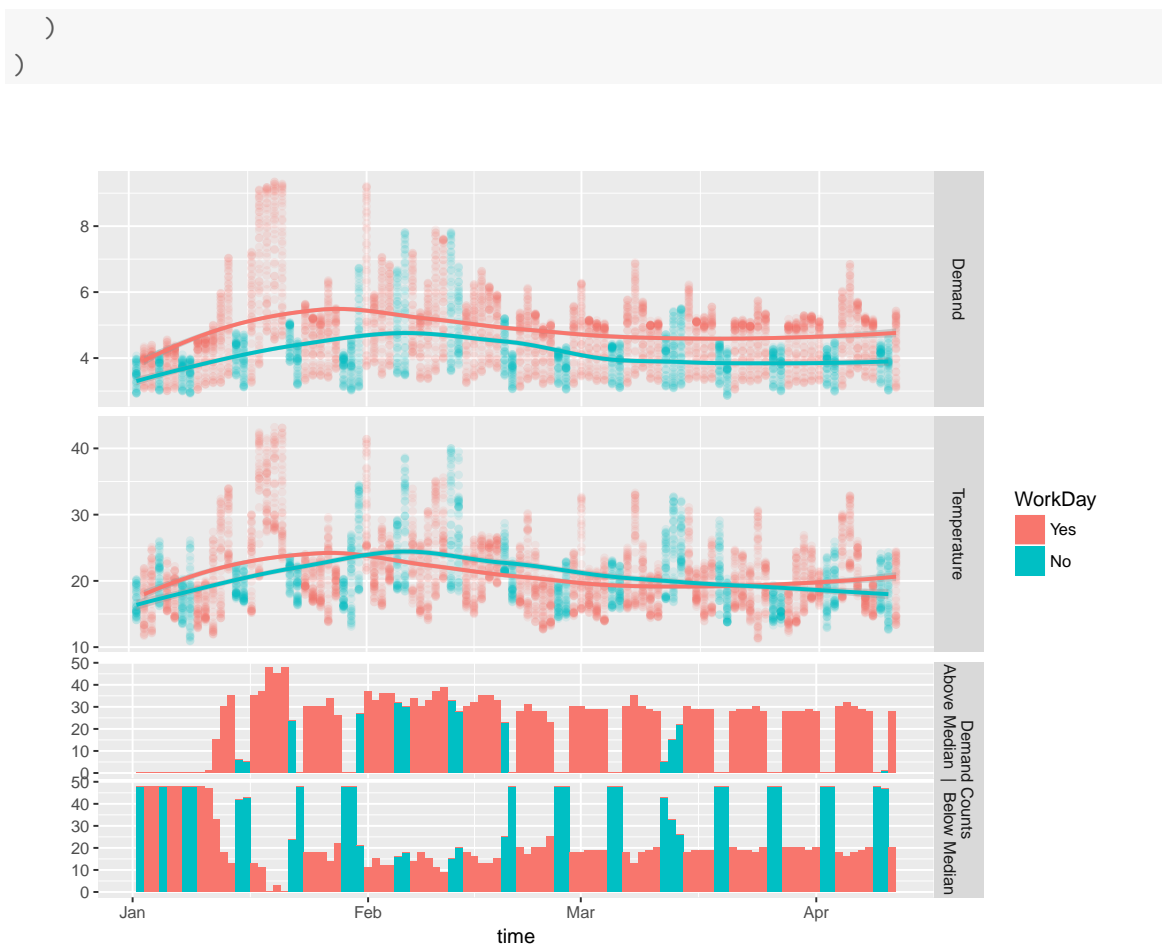 )
)
8
6
4
Demand
40
30
20
10
Temperature
50
40
30
20
10
0
50
40
30
20
10
0
Demand Counts
Above Median | Below Median
Jan
Feb
Mar
Apr
time
WorkDay
Yes
No